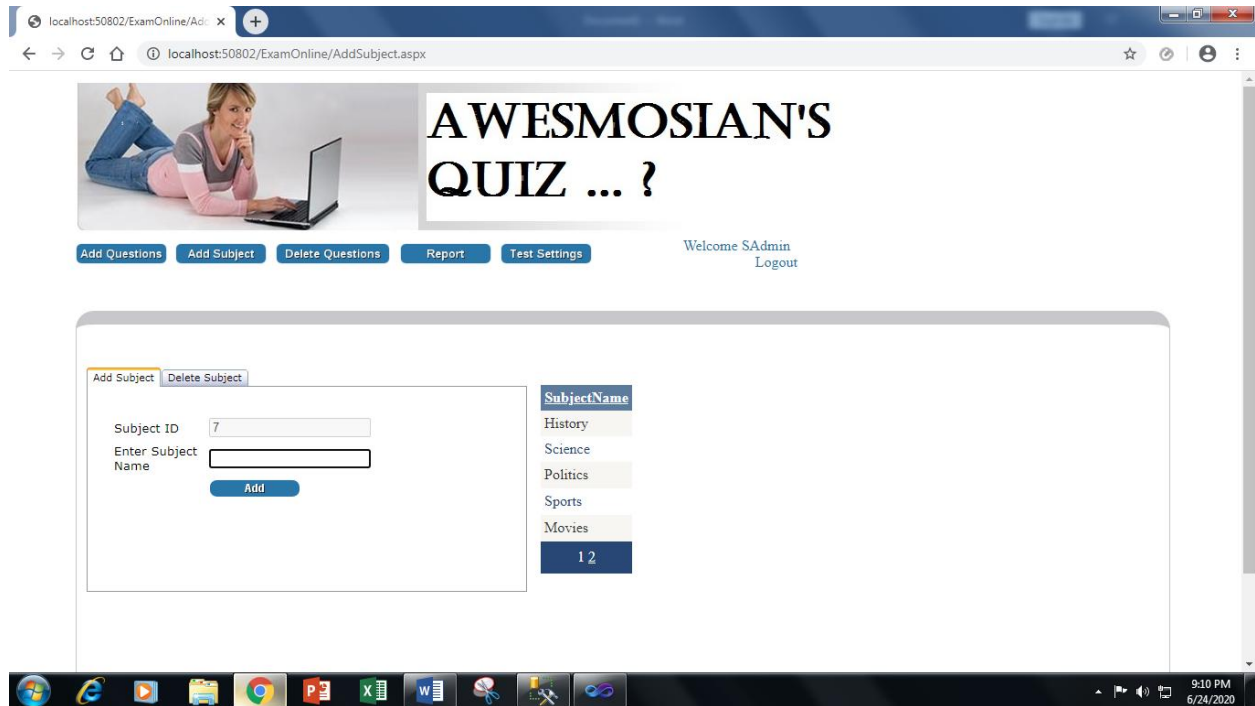 localhost:50802/ExamOnline/Adc
localhost:50802/ExamOnline/AddSubject.aspx
AWESMOSIAN'S
QUIZ ... ?
Add Questions Add Subject Delete Questions Report Test Settings
Welcome SAdmin
Logout
Add Subject Delete Subject
Subject ID 7
Enter Subject
Name
Add
SubjectName
History
Science
Politics
Sports
Movies
1 2
9:10 PM
6/24/2020